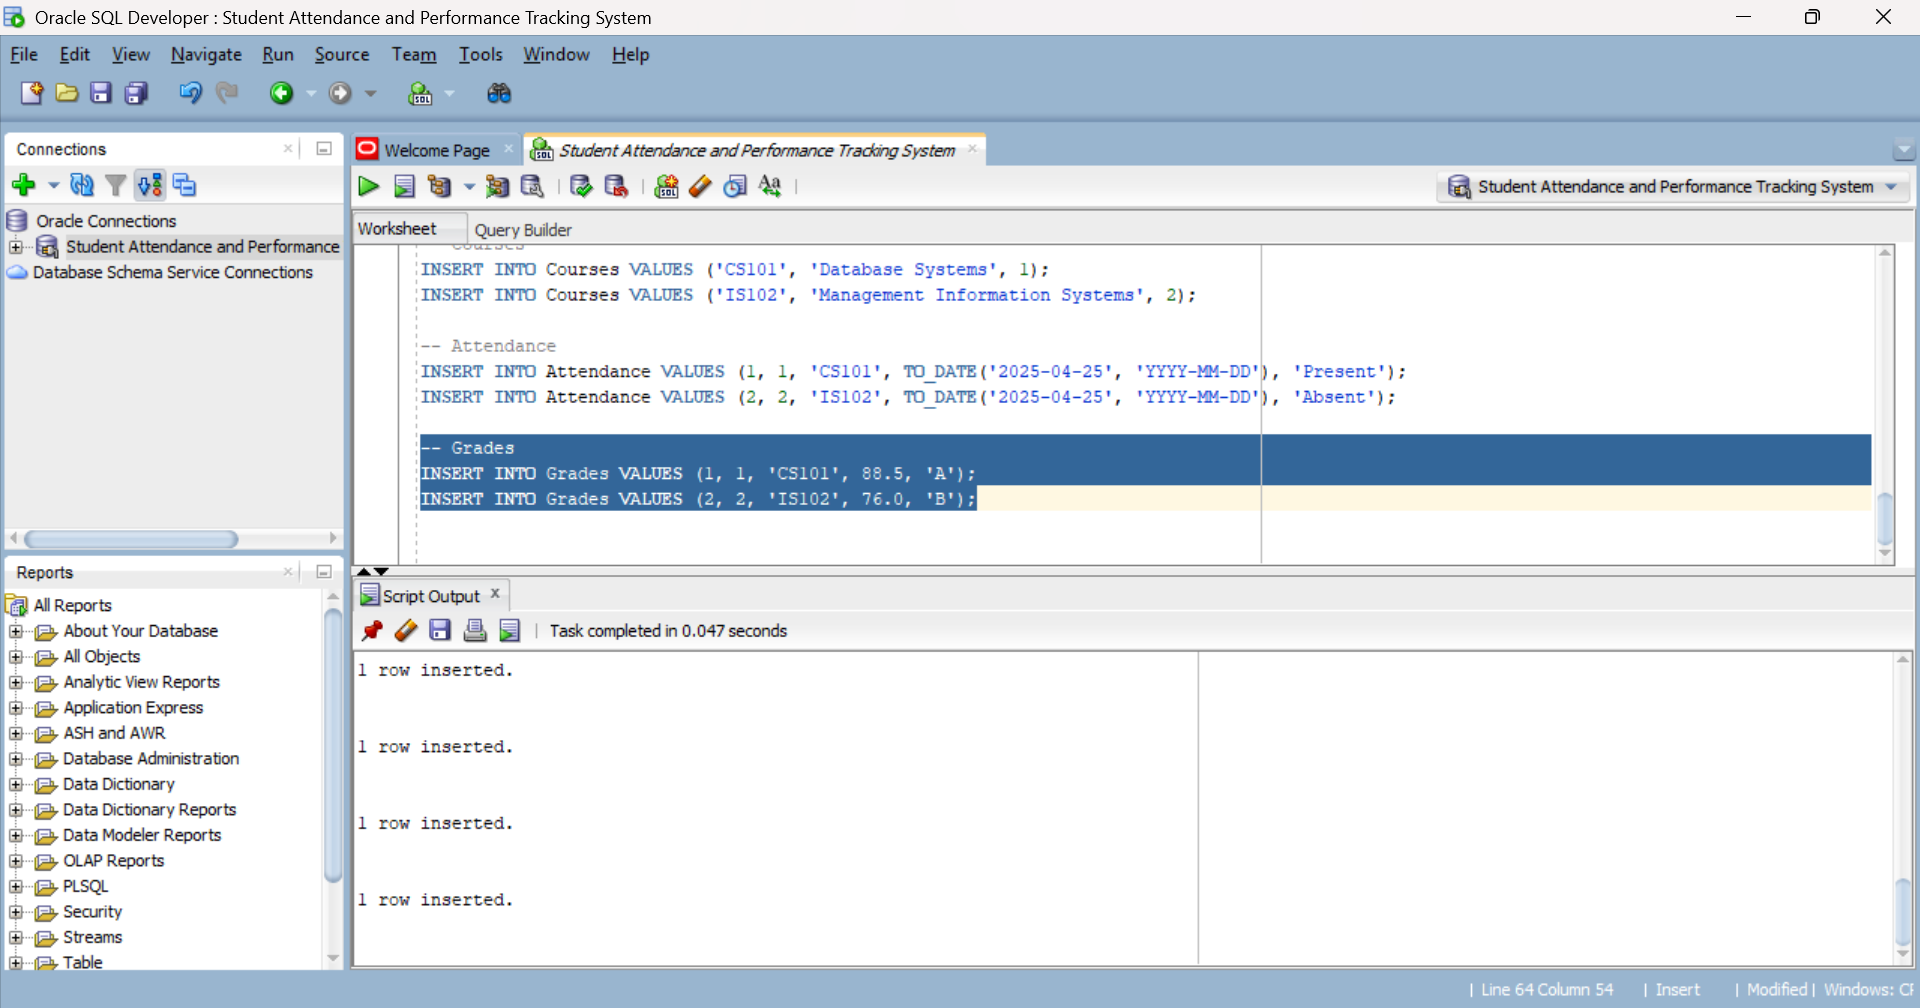 Oracle SQL Developer : Student Attendance and Performance Tracking System
File Edit View Navigate Run Source Team Tools Window Help
Connections
Oracle Connections
Student Attendance and Performance
Database Schema Service Connections
Reports
All Reports
About Your Database
All Objects
Analytic View Reports
Application Express
ASH and AWR
Database Administration
Data Dictionary
Data Dictionary Reports
Data Modeler Reports
OLAP Reports
PLSQL
Security
Streams
Table
Welcome Page
Student Attendance and Performance Tracking System
Student Attendance and Performance Tracking System
Worksheet Query Builder
Courses
INSERT INTO Courses VALUES ('CS101', 'Database Systems', 1);
INSERT INTO Courses VALUES ('IS102', 'Management Information Systems', 2);
-- Attendance
INSERT INTO Attendance VALUES (1, 1, 'CS101', TO_DATE('2025-04-25', 'YYYY-MM-DD'), 'Present');
INSERT INTO Attendance VALUES (2, 2, 'IS102', TO_DATE('2025-04-25', 'YYYY-MM-DD'), 'Absent');
-- Grades
INSERT INTO Grades VALUES (1, 1, 'CS101', 88.5, 'A');
INSERT INTO Grades VALUES (2, 2, 'IS102', 76.0, 'B');
Script Output
Task completed in 0.047 seconds
1 row inserted.
1 row inserted.
1 row inserted.
1 row inserted.
| Line 64 Column 54 | Insert | Modified | Windows: CR